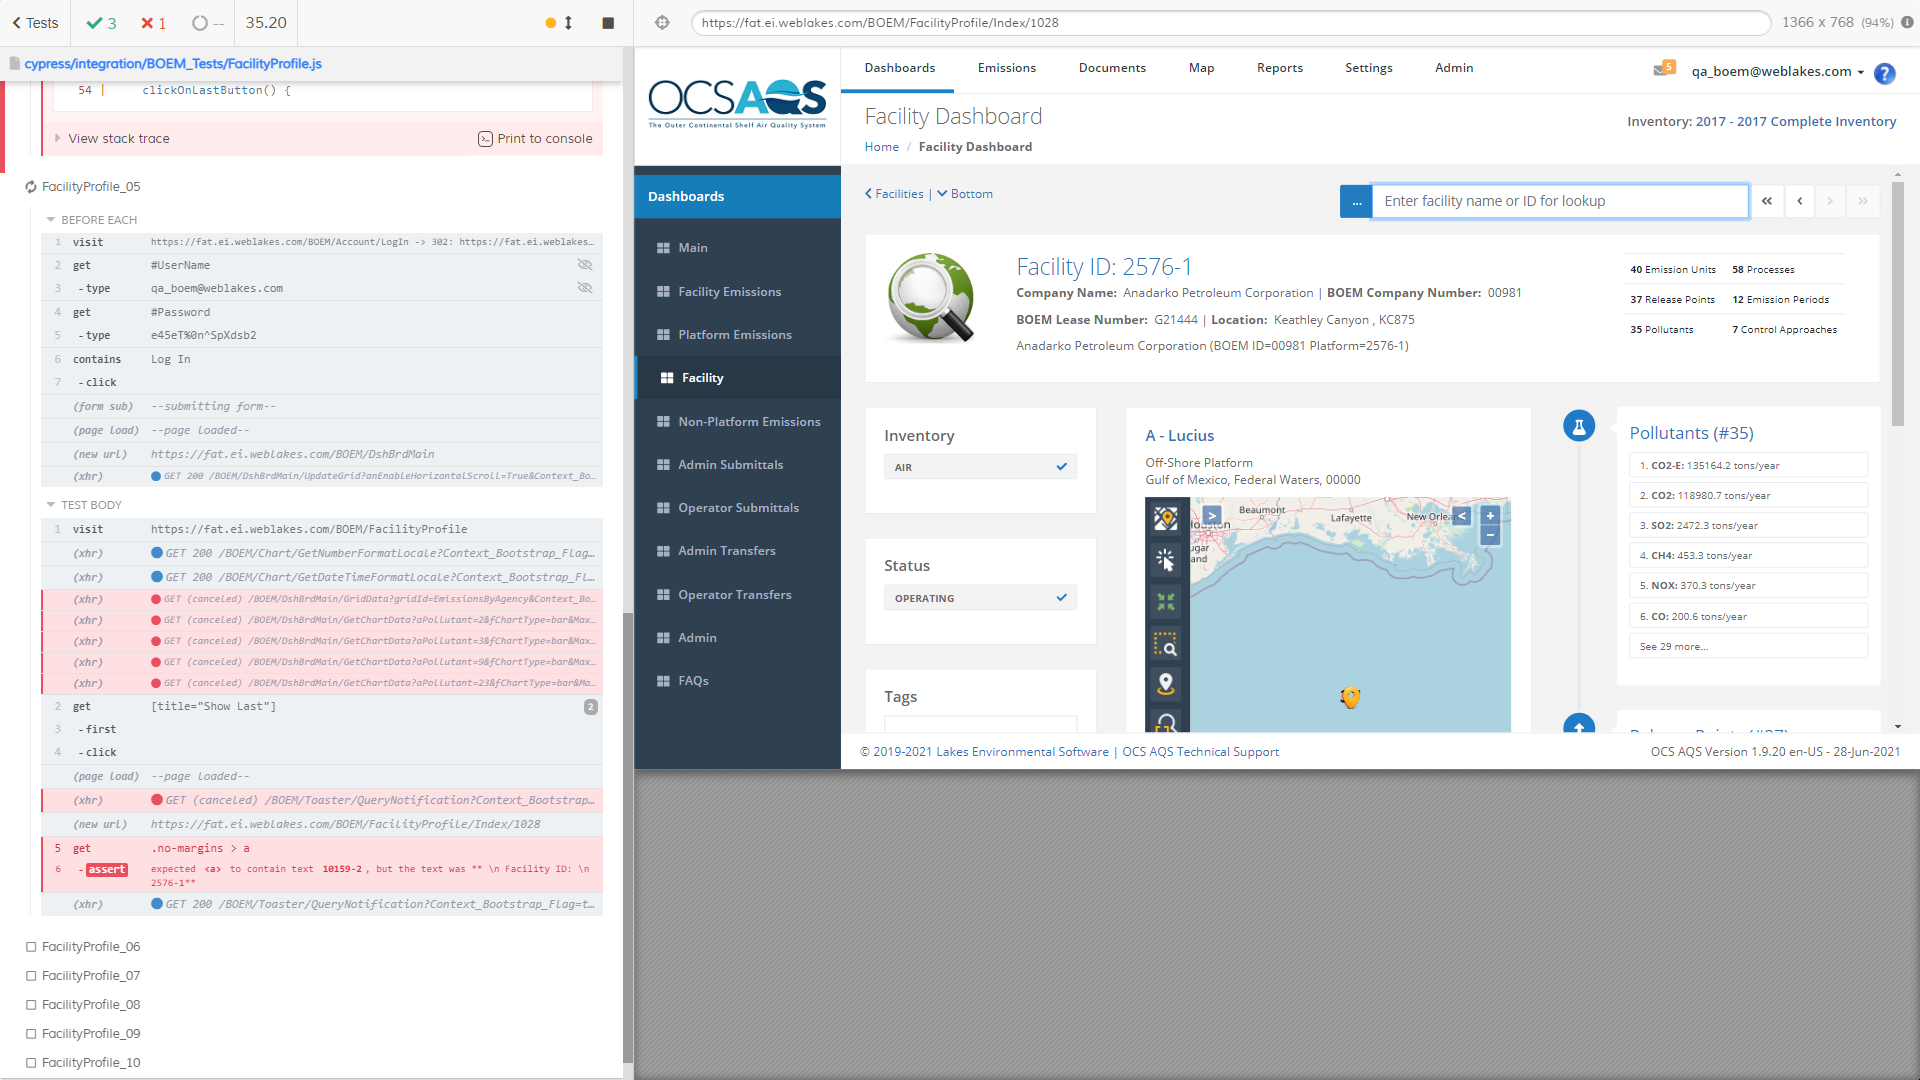 Tests
3
1
--
35.20
cypress/integration/BOEM_Tests/FacilityProfile.js
54 | clickOnLastButton() {
View stack trace
Print to console
FacilityProfile_05
BEFORE EACH
1 visit https://fat.ei.weblakes.com/BOEM/Account/LogIn -> 302: https://fat.ei.weblakes…
2 get #UserName
3 -type qa_boem@weblakes.com
4 get #Password
5 -type e45eT%0n^SpXdsb2
6 contains Log In
7 -click
(form sub) --submitting form--
(page load) --page loaded--
(new url) https://fat.ei.weblakes.com/BOEM/DshBrdMain
(xhr) GET 200 /BOEM/DshBrdMain/UpdateGrid?anEnableHorizontalScroll=True&Context_Bo…
TEST BODY
1 visit https://fat.ei.weblakes.com/BOEM/FacilityProfile
(xhr) GET 200 /BOEM/Chart/GetNumberFormatLocale?Context_Bootstrap_Flag…
(xhr) GET 200 /BOEM/Chart/GetDateTimeFormatLocale?Context_Bootstrap_Fl…
(xhr) GET (canceled) /BOEM/DshBrdMain/GridData?gridId=EmissionsByAgency&Context_Bo…
(xhr) GET (canceled) /BOEM/DshBrdMain/GetChartData?aPollutant=2&fChartType=bar&Max…
(xhr) GET (canceled) /BOEM/DshBrdMain/GetChartData?aPollutant=3&fChartType=bar&Max…
(xhr) GET (canceled) /BOEM/DshBrdMain/GetChartData?aPollutant=9&fChartType=bar&Max…
(xhr) GET (canceled) /BOEM/DshBrdMain/GetChartData?aPollutant=23&fChartType=bar&Ma…
2 get [title="Show Last"] 2
3 -first
4 -click
(page load) --page loaded--
(xhr) GET (canceled) /BOEM/Toaster/QueryNotification?Context_Bootstrap…
(new url) https://fat.ei.weblakes.com/BOEM/FacilityProfile/Index/1028
5 get .no-margins > a
6 -assert expected <a> to contain text 10159-2, but the text was ** \n Facility ID: \n
2576-1**
(xhr) GET 200 /BOEM/Toaster/QueryNotification?Context_Bootstrap_Flag=t…
FacilityProfile_06
FacilityProfile_07
FacilityProfile_08
FacilityProfile_09
FacilityProfile_10
https://fat.ei.weblakes.com/BOEM/FacilityProfile/Index/1028
1366 x 768 (94%)
OCSAQS
The Outer Continental Shelf Air Quality System
Dashboards Emissions Documents Map Reports Settings Admin
5
qa_boem@weblakes.com
?
Facility Dashboard
Home / Facility Dashboard
Inventory: 2017 - 2017 Complete Inventory
Dashboards
Main
Facility Emissions
Platform Emissions
Facility
Non-Platform Emissions
Admin Submittals
Operator Submittals
Admin Transfers
Operator Transfers
Admin
FAQs
Facilities | Bottom
... Enter facility name or ID for lookup
Facility ID: 2576-1
Company Name: Anadarko Petroleum Corporation | BOEM Company Number: 00981
BOEM Lease Number: G21444 | Location: Keathley Canyon , KC875
Anadarko Petroleum Corporation (BOEM ID=00981 Platform=2576-1)
40 Emission Units 58 Processes
37 Release Points 12 Emission Periods
35 Pollutants 7 Control Approaches
Inventory
AIR
Status
OPERATING
Tags
A - Lucius
Off-Shore Platform
Gulf of Mexico, Federal Waters, 00000
>
Beaumont
Lafayette
New Orlea
<
+
−
Houston
ugar
and
Pollutants (#35)
1. CO2-E: 135164.2 tons/year
2. CO2: 118980.7 tons/year
3. SO2: 2472.3 tons/year
4. CH4: 453.3 tons/year
5. NOX: 370.3 tons/year
6. CO: 200.6 tons/year
See 29 more...
© 2019-2021 Lakes Environmental Software | OCS AQS Technical Support
OCS AQS Version 1.9.20 en-US - 28-Jun-2021